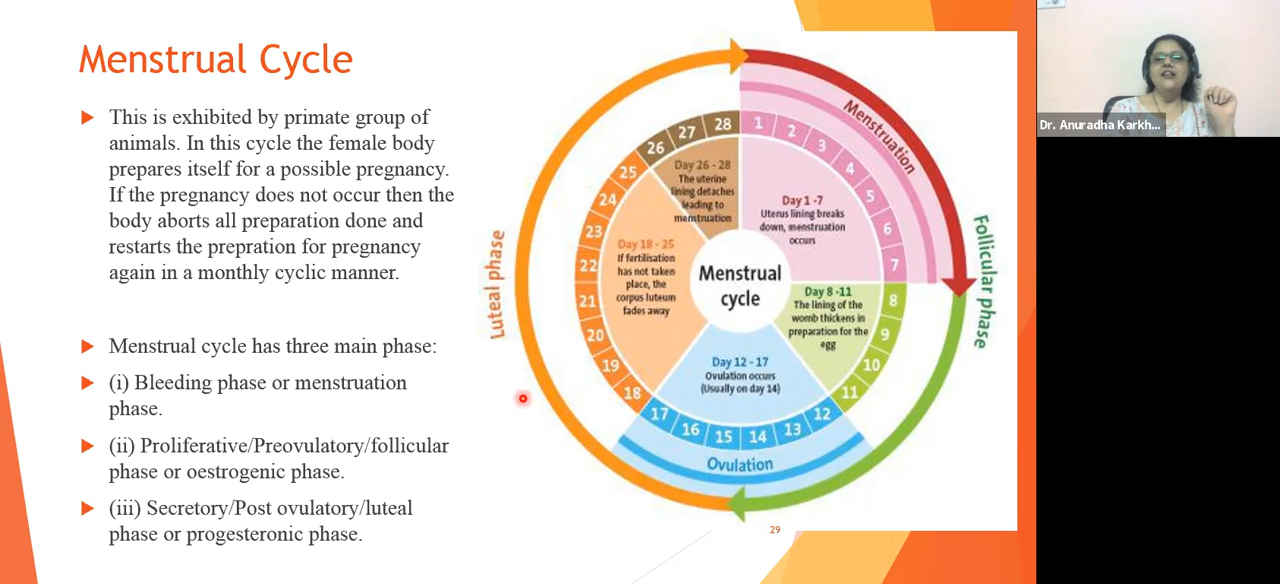 Menstrual Cycle
This is exhibited by primate group of
animals. In this cycle the female body
prepares itself for a possible pregnancy.
If the pregnancy does not occur then the
body aborts all preparation done and
restarts the prepration for pregnancy
again in a monthly cyclic manner.
Menstrual cycle has three main phase:
(i) Bleeding phase or menstruation
phase.
(ii) Proliferative/Preovulatory/follicular
phase or oestrogenic phase.
(iii) Secretory/Post ovulatory/luteal
phase or progesteronic phase.
Luteal phase
Menstruation
Follicular phase
Ovulation
Menstrual
cycle
1
2
3
4
5
6
7
8
9
10
11
12
13
14
15
16
17
18
19
20
21
22
23
24
25
26
27
28
Day 1 -7
Uterus lining breaks
down, menstruation
occurs
Day 8 -11
The lining of the
womb thickens in
preparation for the
egg
Day 12 - 17
Ovulation occurs
(Usually on day 14)
Day 18 - 25
If fertilisation
has not taken
place, the
corpus luteum
fades away
Day 26 - 28
The uterine
lining detaches
leading to
menstruation
29
Dr. Anuradha Karkh...